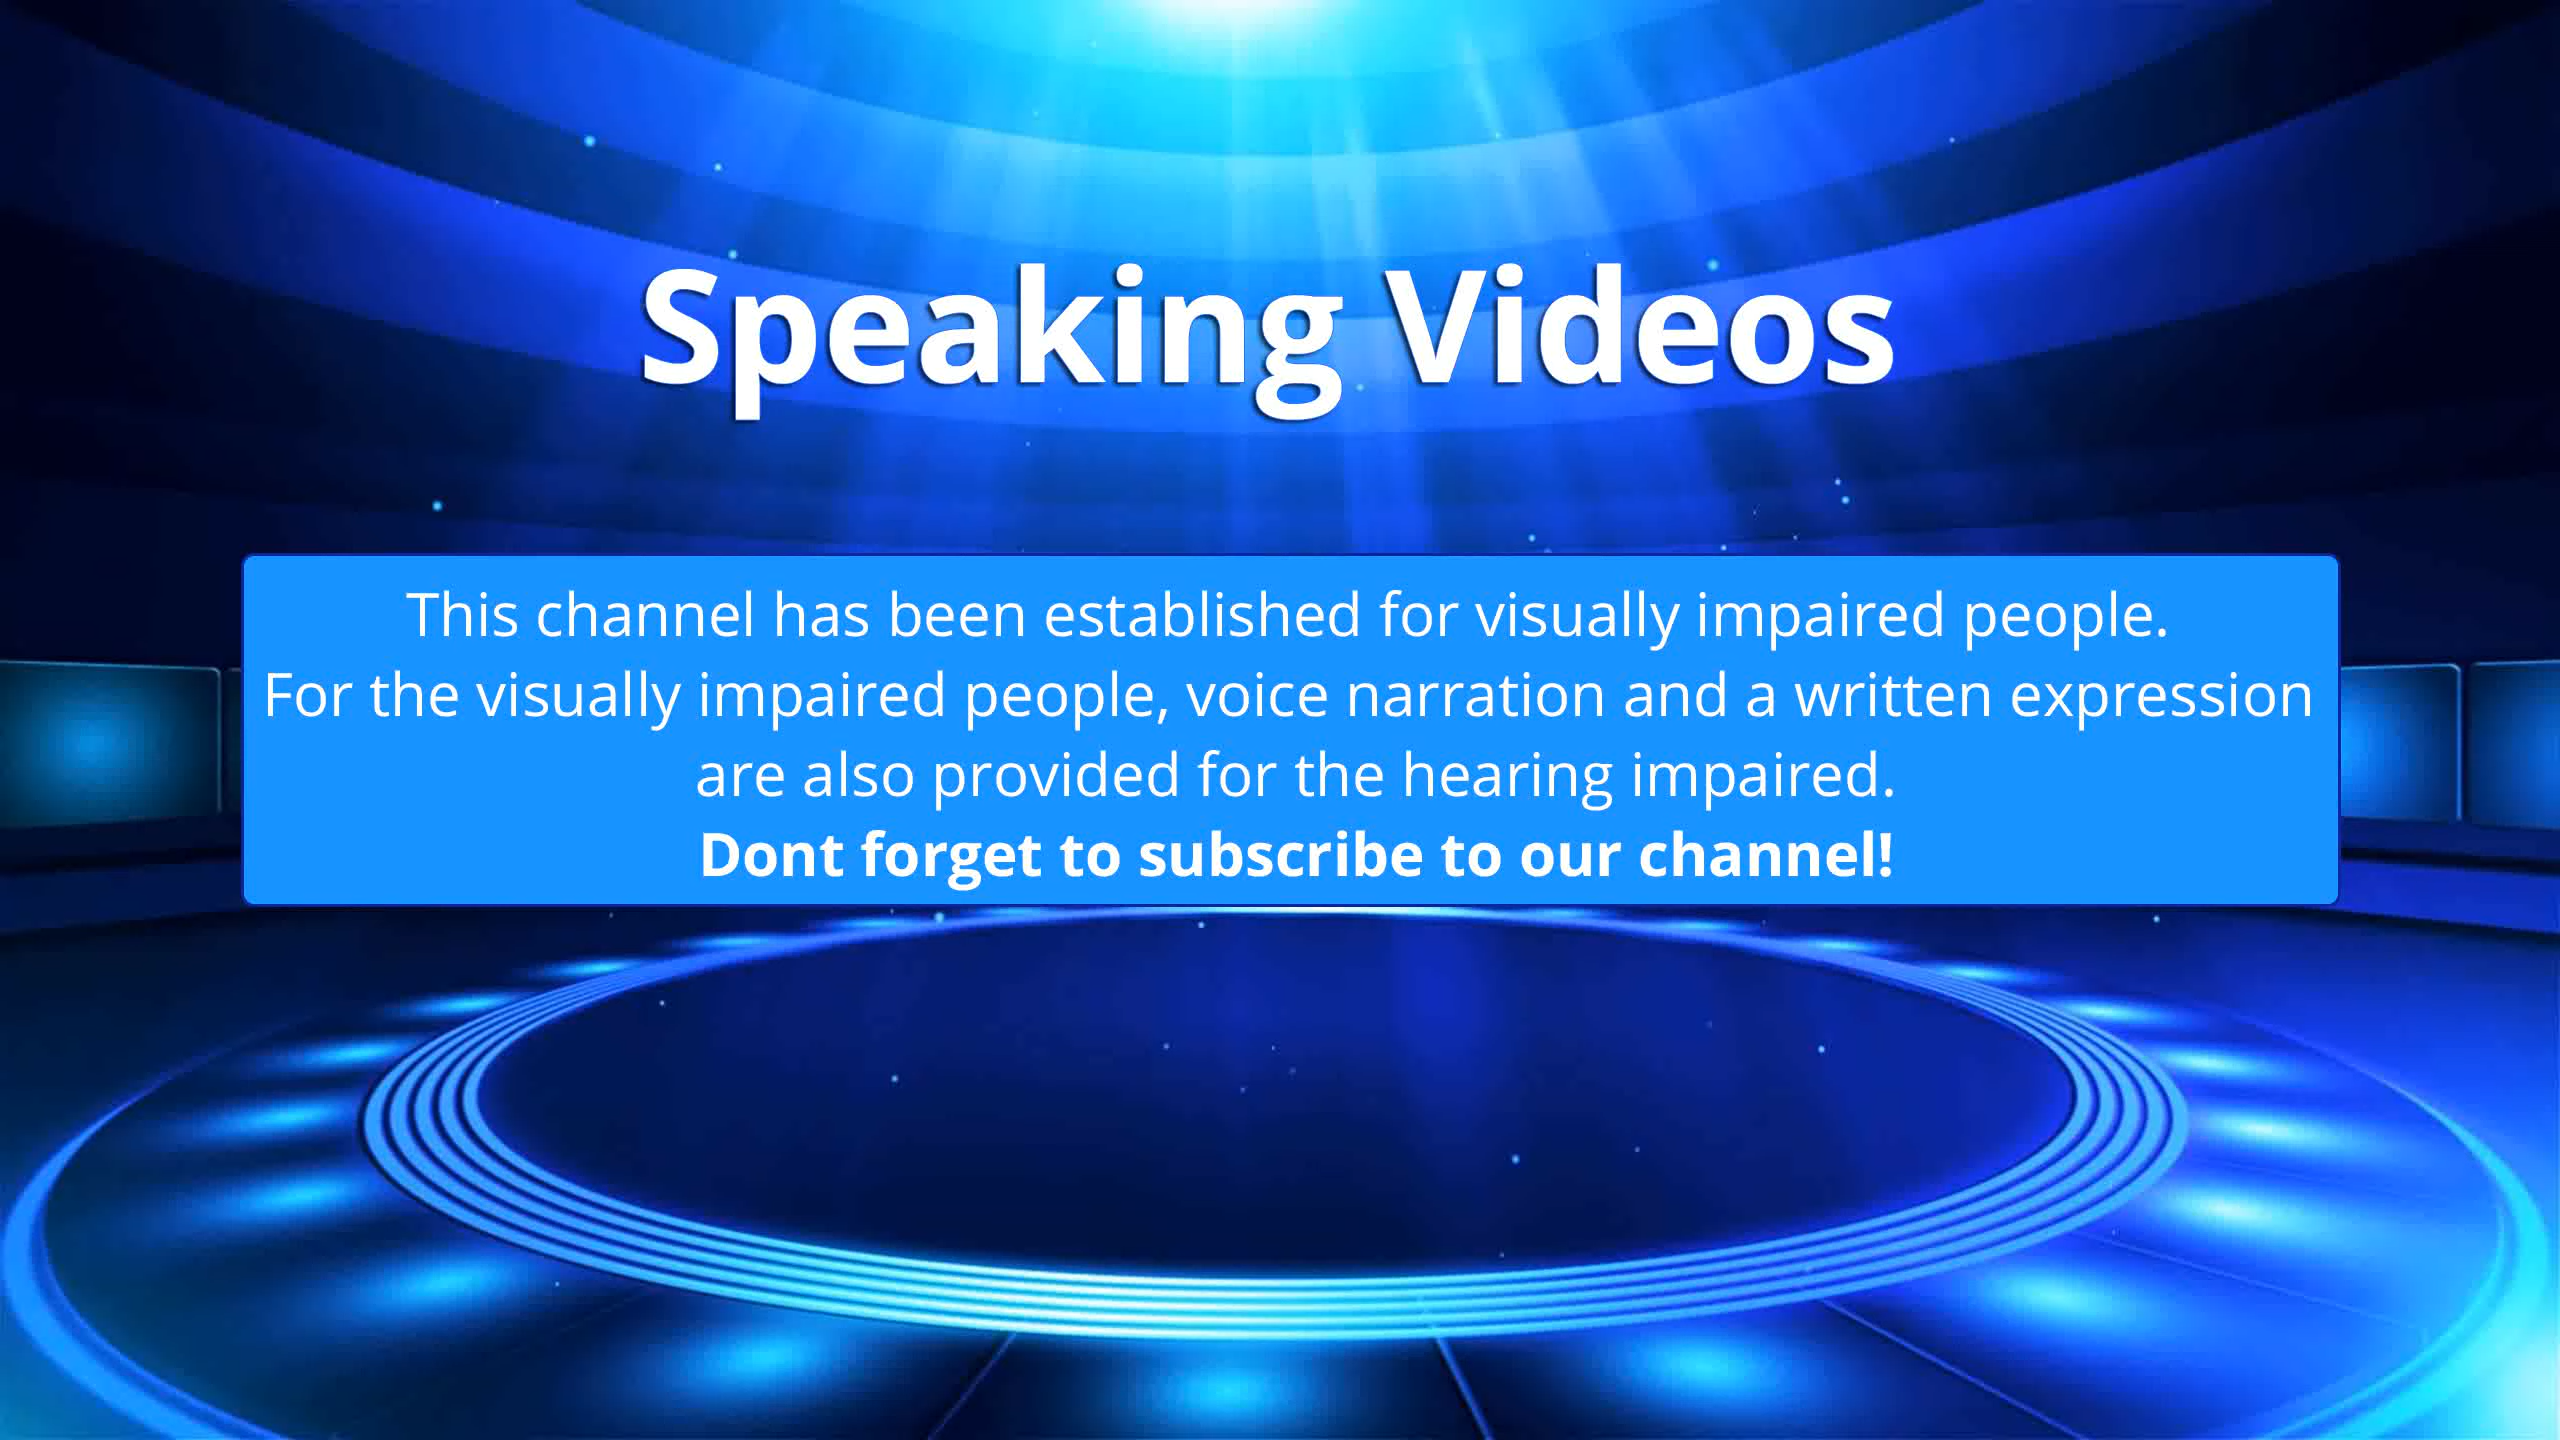 Speaking Videos
This channel has been established for visually impaired people.
For the visually impaired people, voice narration and a written expression
are also provided for the hearing impaired.
Dont forget to subscribe to our channel!